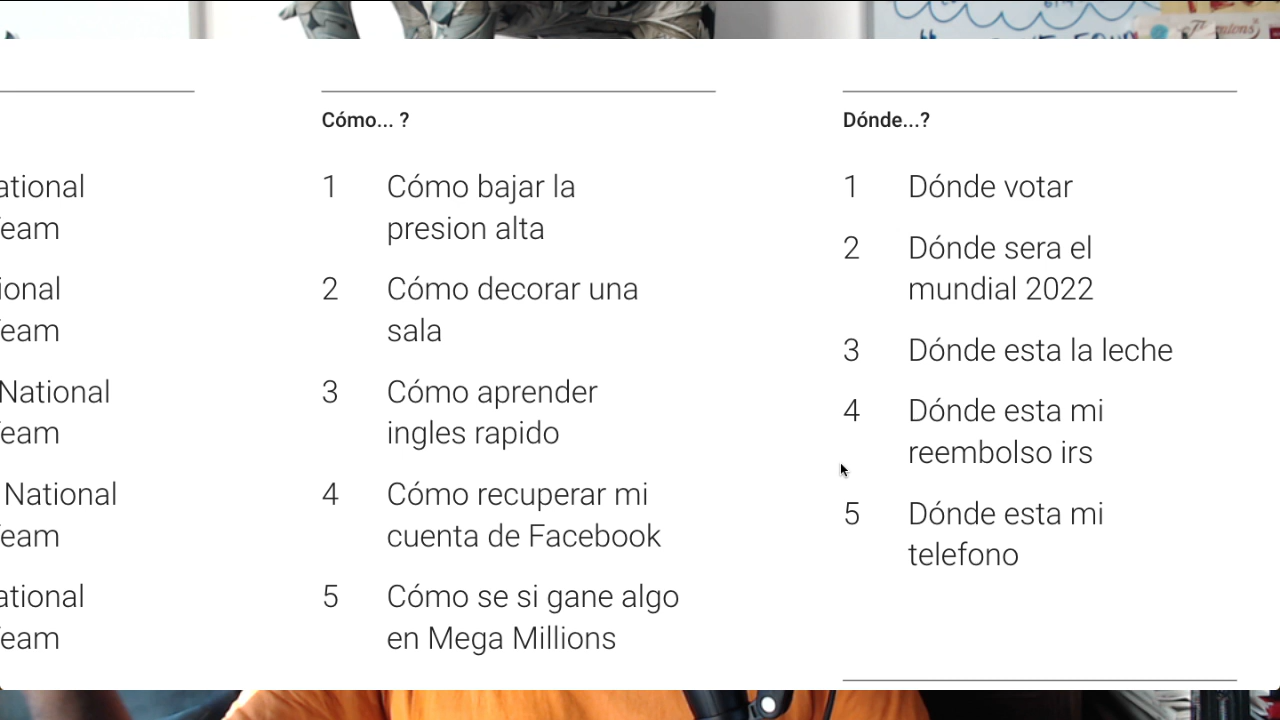 ational
eam
ional
eam
National
eam
National
eam
ational
eam
Cómo... ?
1 Cómo bajar la
presion alta
2 Cómo decorar una
sala
3 Cómo aprender
ingles rapido
4 Cómo recuperar mi
cuenta de Facebook
5 Cómo se si gane algo
en Mega Millions
Dónde...?
1 Dónde votar
2 Dónde sera el
mundial 2022
3 Dónde esta la leche
4 Dónde esta mi
reembolso irs
5 Dónde esta mi
telefono